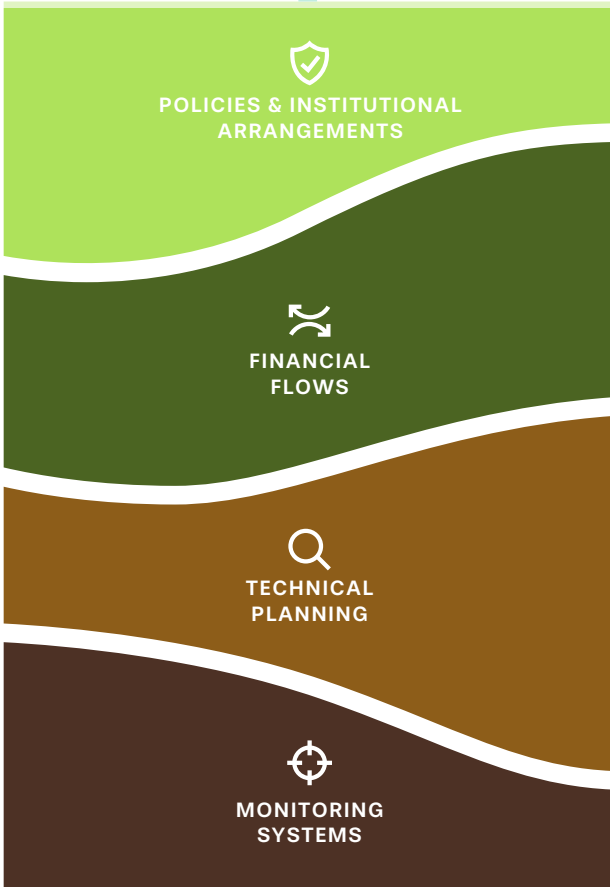 POLICIES & INSTITUTIONAL
ARRANGEMENTS
FINANCIAL
FLOWS
TECHNICAL
PLANNING
MONITORING
SYSTEMS